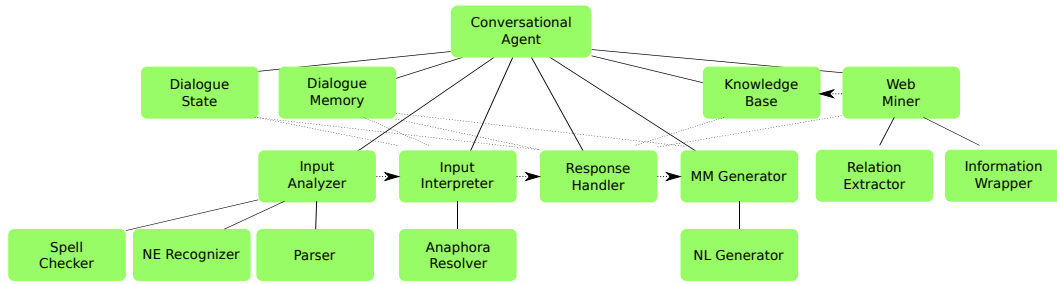 Conversational
Agent
Dialogue
State
Dialogue
Memory
Knowledge
Base
Web
Miner
Input
Analyzer
Input
Interpreter
Response
Handler
MM Generator
Relation
Extractor
Information
Wrapper
Spell
Checker
NE Recognizer
Parser
Anaphora
Resolver
NL Generator